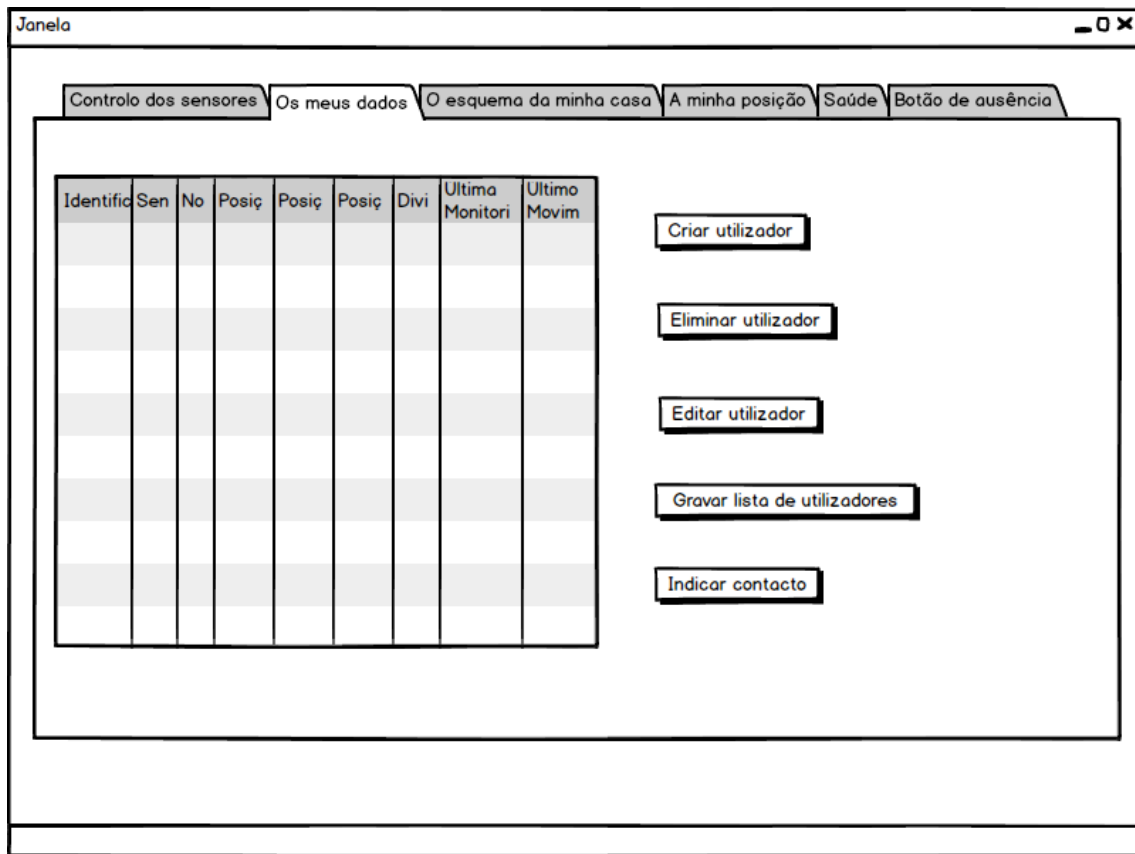 Janela
Controlo dos sensores Os meus dados O esquema da minha casa A minha posição Saúde Botão de ausência
Identific Sen No Posiç Posiç Posiç Divi Ultima Monitori Ultimo Movim
Criar utilizador
Eliminar utilizador
Editar utilizador
Gravar lista de utilizadores
Indicar contacto